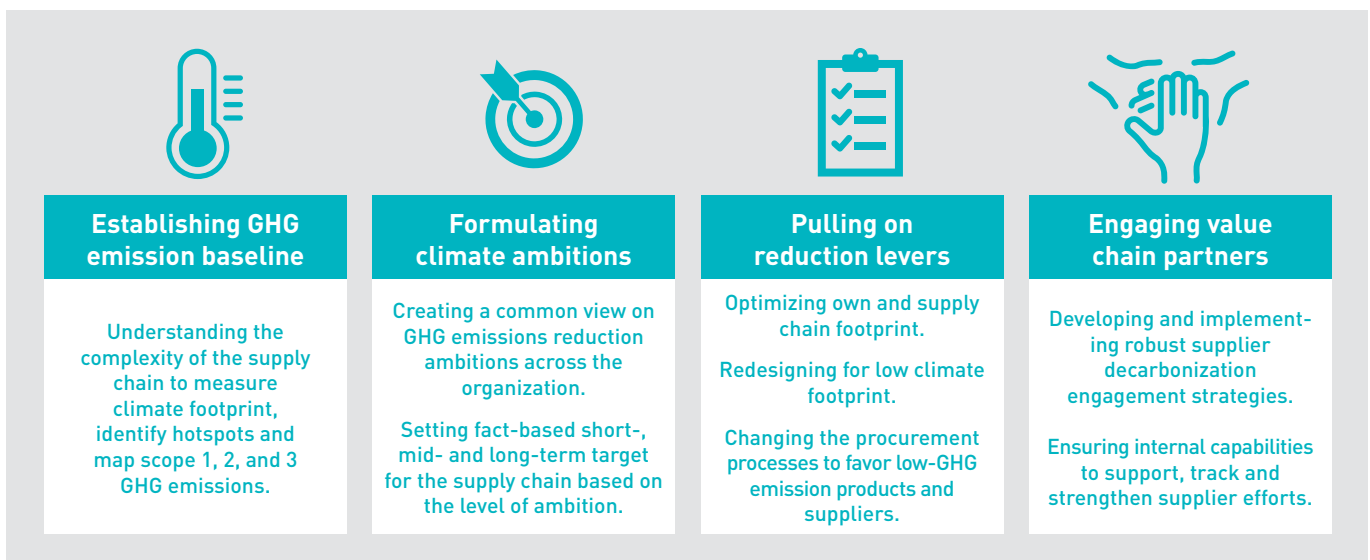 Establishing GHG
emission baseline
Understanding the
complexity of the supply
chain to measure
climate footprint,
identify hotspots and
map scope 1, 2, and 3
GHG emissions.
Formulating
climate ambitions
Creating a common view on
GHG emissions reduction
ambitions across the
organization.
Setting fact-based short-,
mid- and long-term target
for the supply chain based on
the level of ambition.
Pulling on
reduction levers
Optimizing own and supply
chain footprint.
Redesigning for low climate
footprint.
Changing the procurement
processes to favor low-GHG
emission products and
suppliers.
Engaging value
chain partners
Developing and implement-
ing robust supplier
decarbonization
engagement strategies.
Ensuring internal capabilities
to support, track and
strengthen supplier efforts.